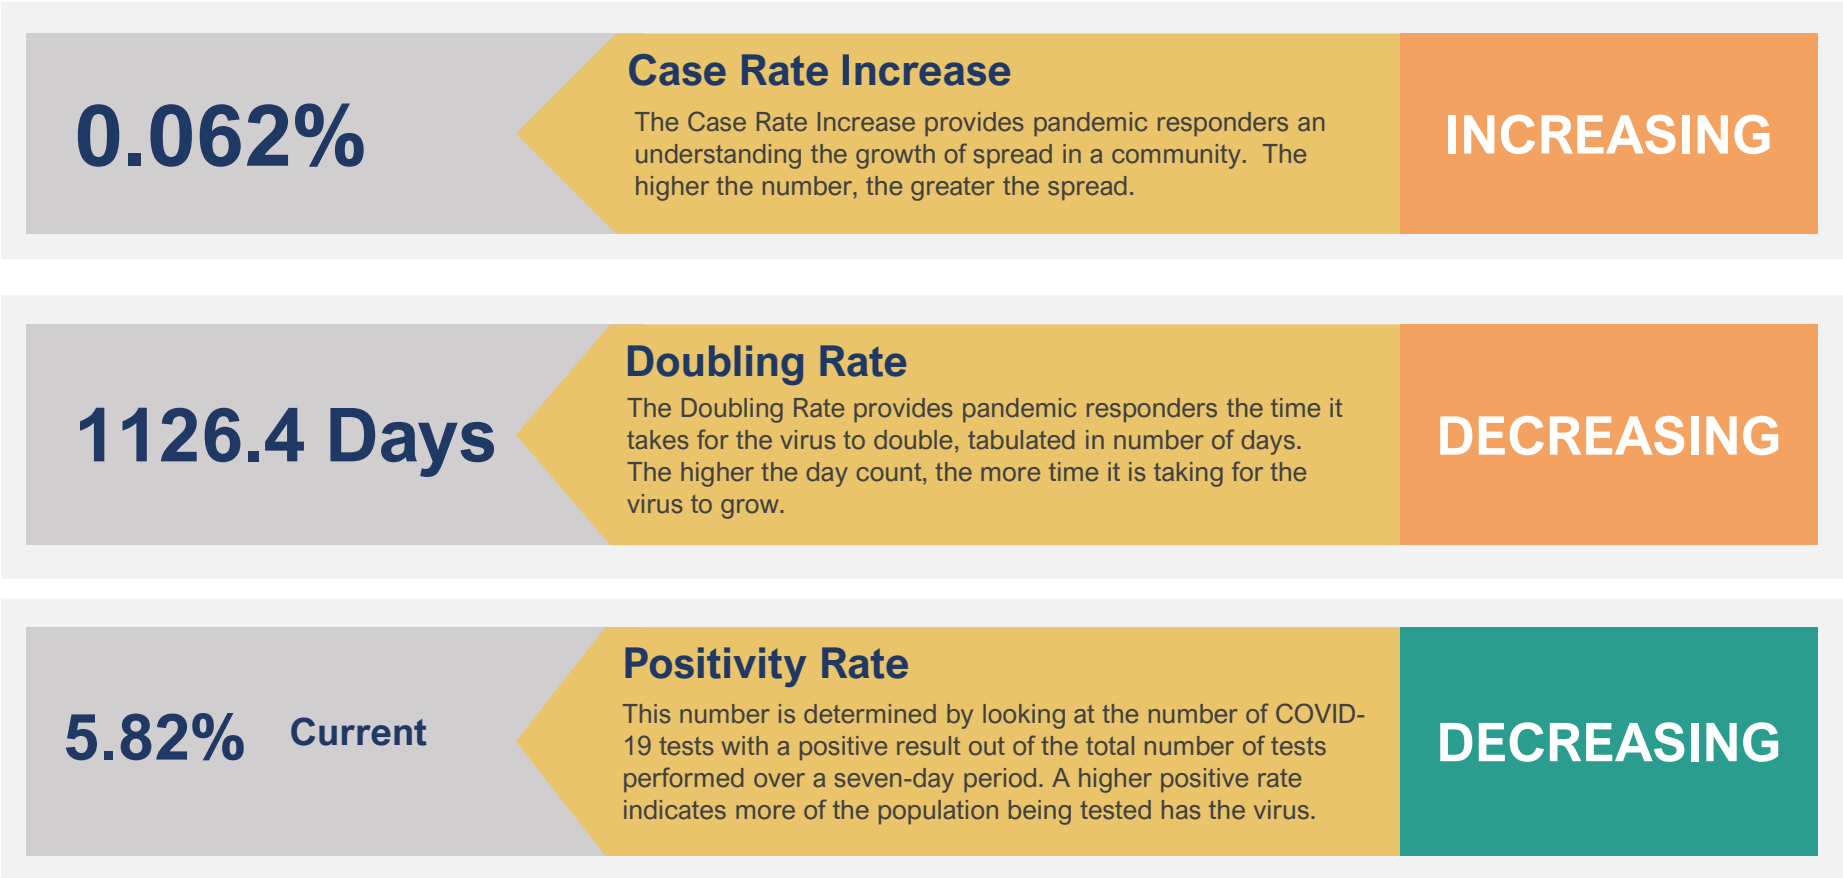 0.062%
Case Rate Increase
The Case Rate Increase provides pandemic responders an
understanding the growth of spread in a community.  The
higher the number, the greater the spread.
INCREASING
1126.4 Days
Doubling Rate
The Doubling Rate provides pandemic responders the time it
takes for the virus to double, tabulated in number of days.
The higher the day count, the more time it is taking for the
virus to grow.
DECREASING
5.82% Current
Positivity Rate
This number is determined by looking at the number of COVID-
19 tests with a positive result out of the total number of tests
performed over a seven-day period. A higher positive rate
indicates more of the population being tested has the virus.
DECREASING